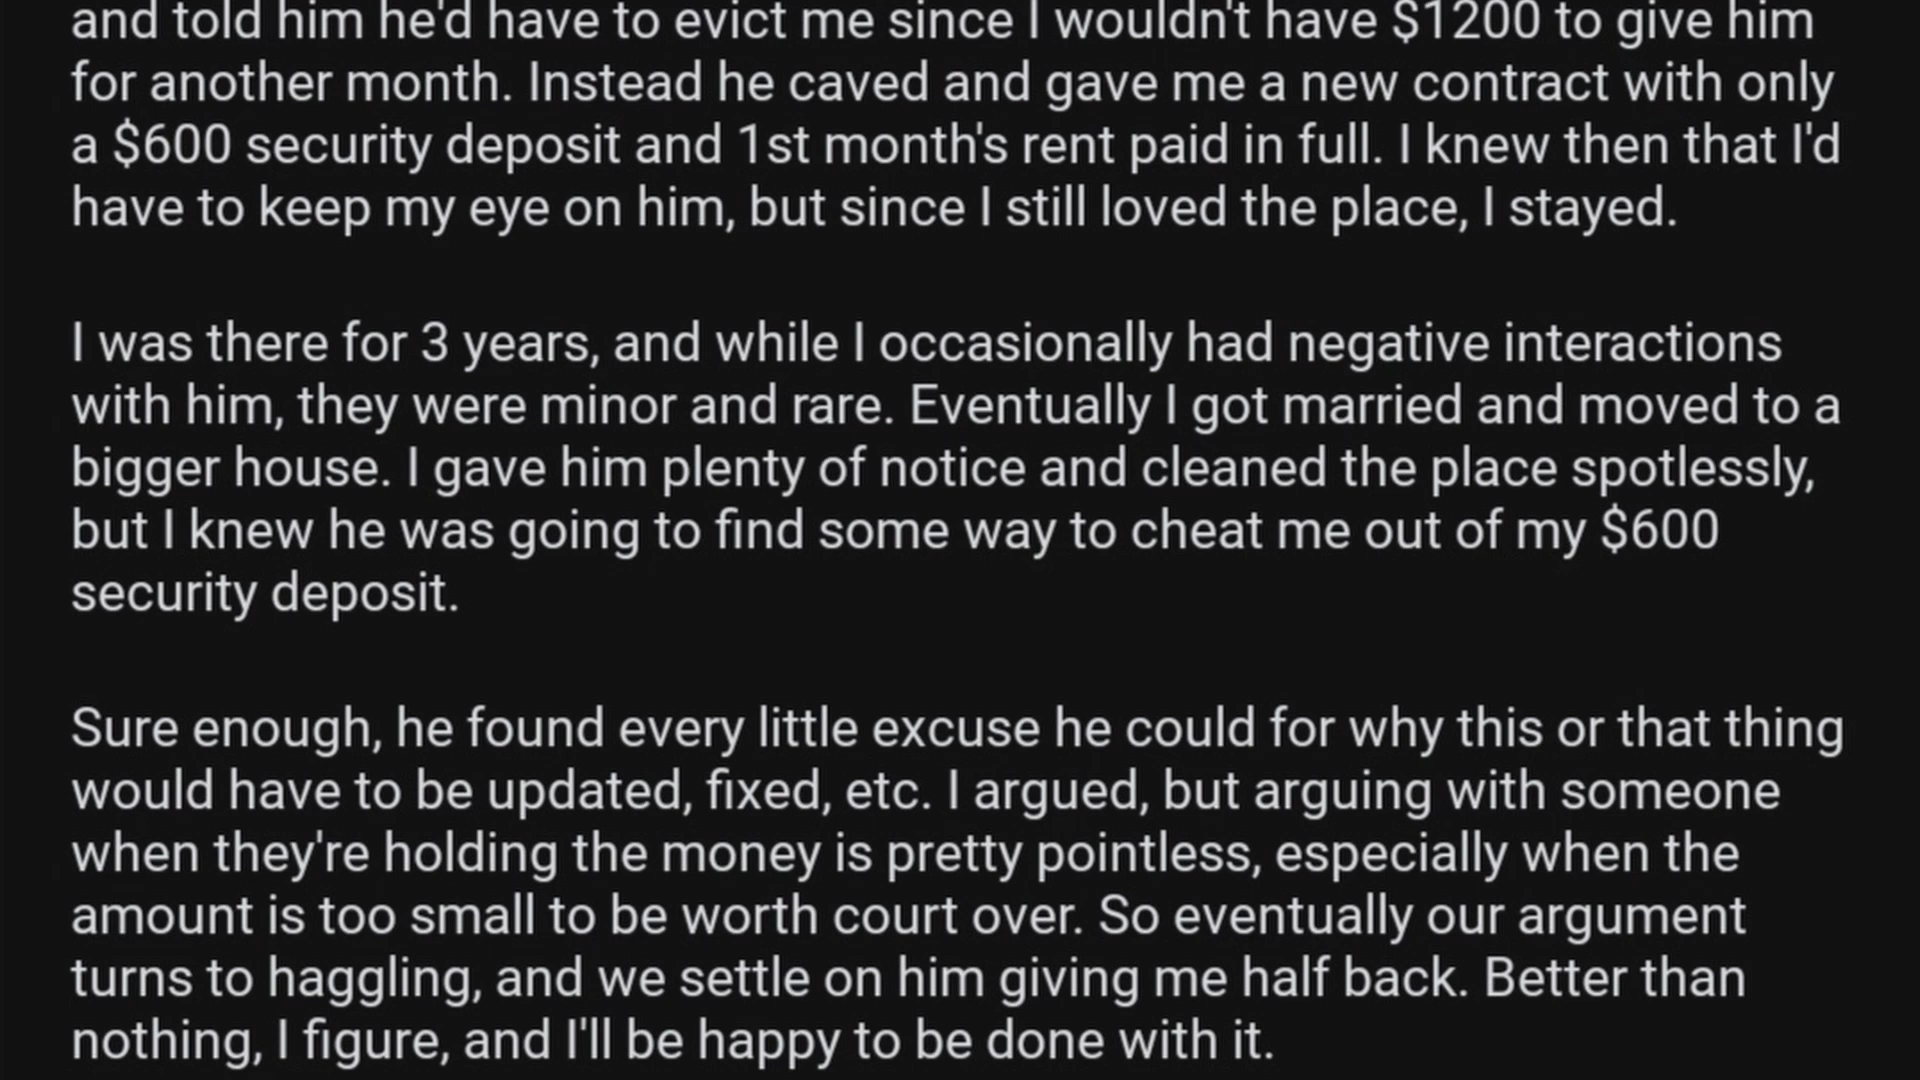 and told him he'd have to evict me since I wouldn't have $1200 to give him
for another month. Instead he caved and gave me a new contract with only
a $600 security deposit and 1st month's rent paid in full. I knew then that I'd
have to keep my eye on him, but since I still loved the place, I stayed.
I was there for 3 years, and while I occasionally had negative interactions
with him, they were minor and rare. Eventually I got married and moved to a
bigger house. I gave him plenty of notice and cleaned the place spotlessly,
but I knew he was going to find some way to cheat me out of my $600
security deposit.
Sure enough, he found every little excuse he could for why this or that thing
would have to be updated, fixed, etc. I argued, but arguing with someone
when they're holding the money is pretty pointless, especially when the
amount is too small to be worth court over. So eventually our argument
turns to haggling, and we settle on him giving me half back. Better than
nothing, I figure, and I'll be happy to be done with it.